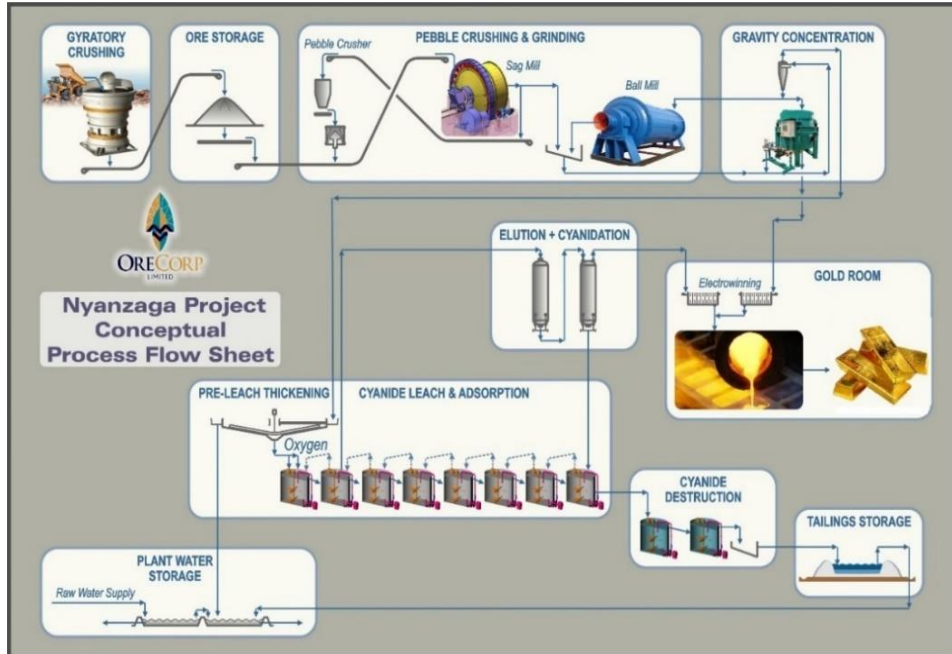 GYRATORY
CRUSHING
ORE STORAGE
PEBBLE CRUSHING & GRINDING
Pebble Crusher
Sag Mill
Ball Mill
GRAVITY CONCENTRATION
ORECORP
LIMITED
Nyanzaga Project
Conceptual
Process Flow Sheet
ELUTION + CYANIDATION
GOLD ROOM
Electrowinning
PRE-LEACH THICKENING
CYANIDE LEACH & ADSORPTION
Oxygen
CYANIDE
DESTRUCTION
TAILINGS STORAGE
PLANT WATER
STORAGE
Raw Water Supply